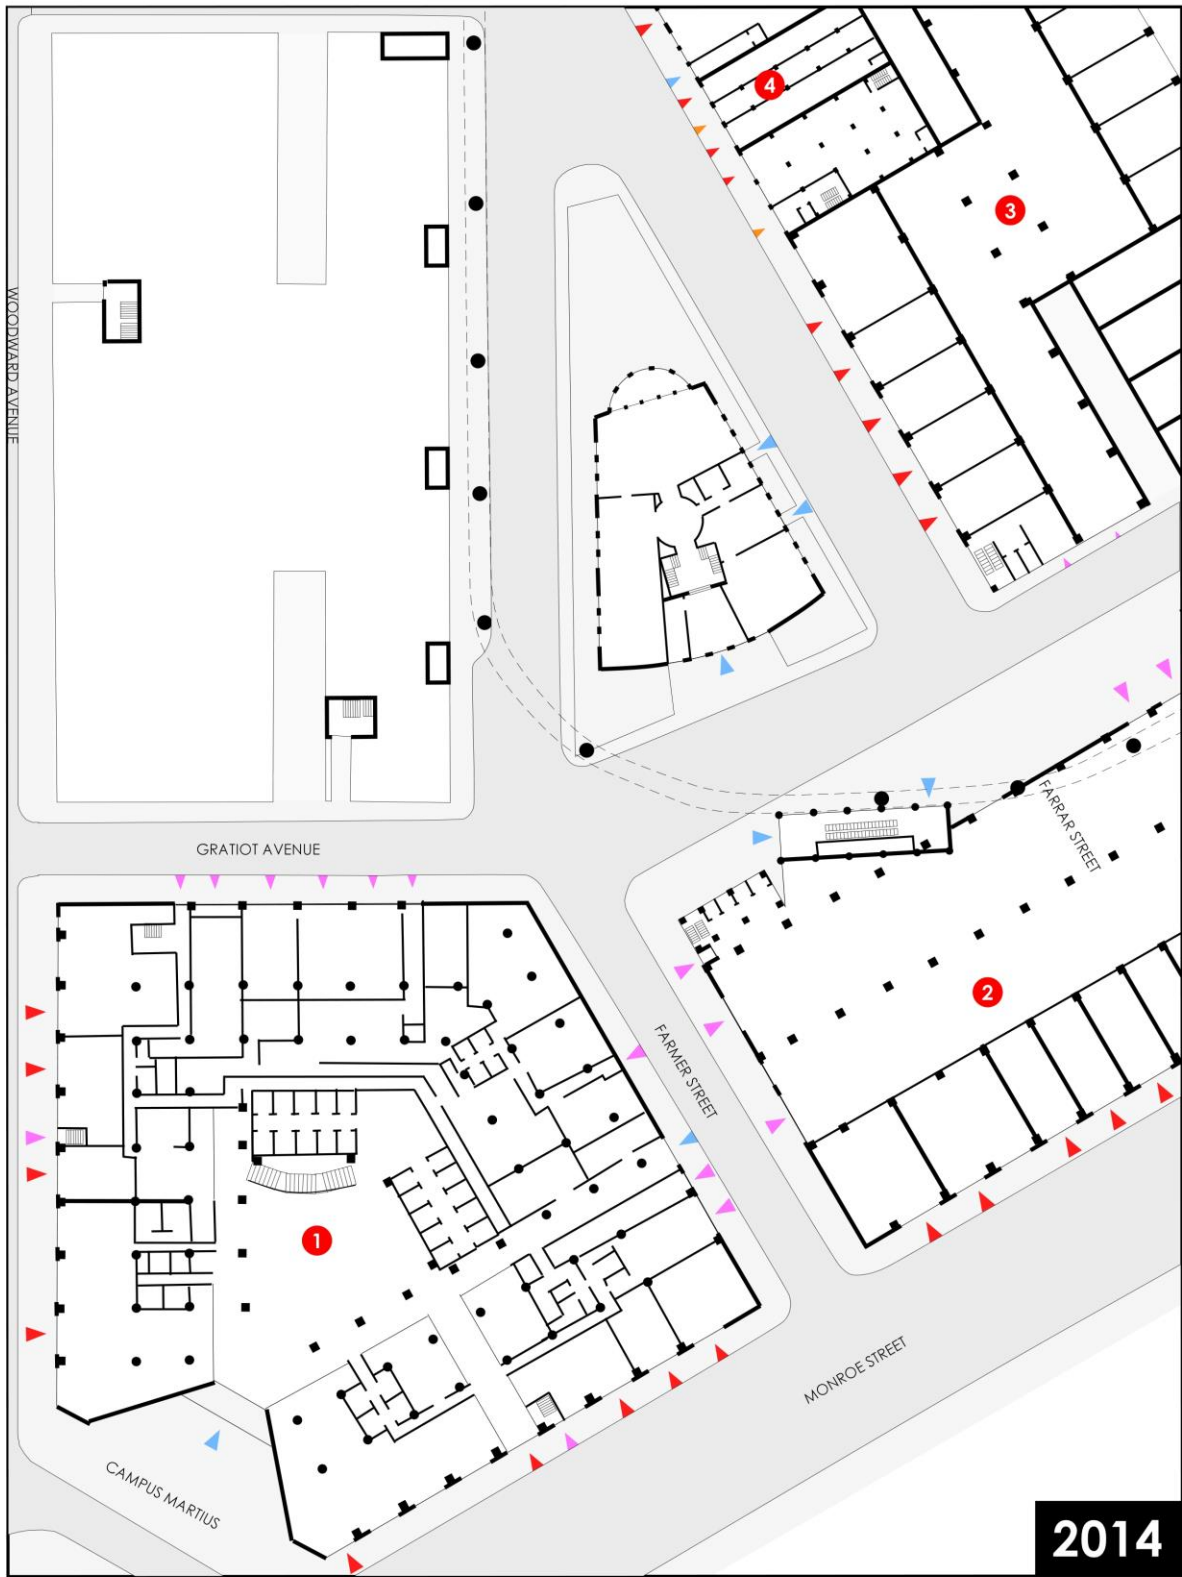 4
3
WOODWARD AVENUE
FARRAR STREET
GRATIOT AVENUE
2
FARMER STREET
1
MONROE STREET
CAMPUS MARTIUS
2014